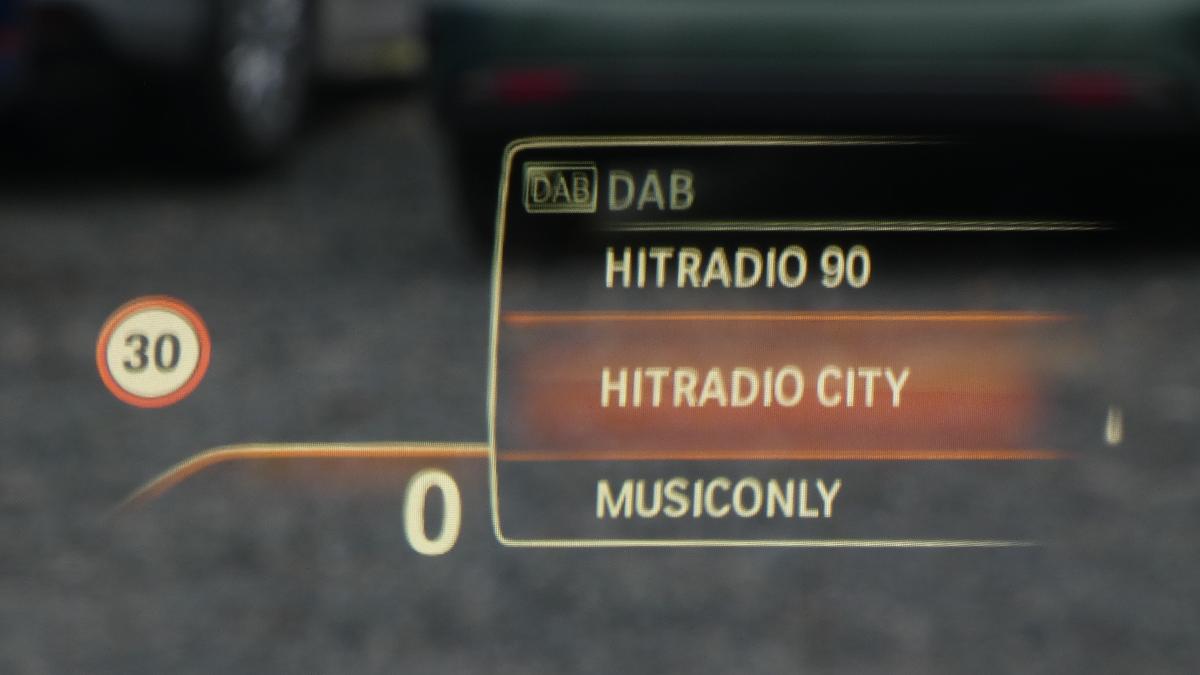 DAB DAB
HITRADIO 90
30
HITRADIO CITY
0
MUSICONLY